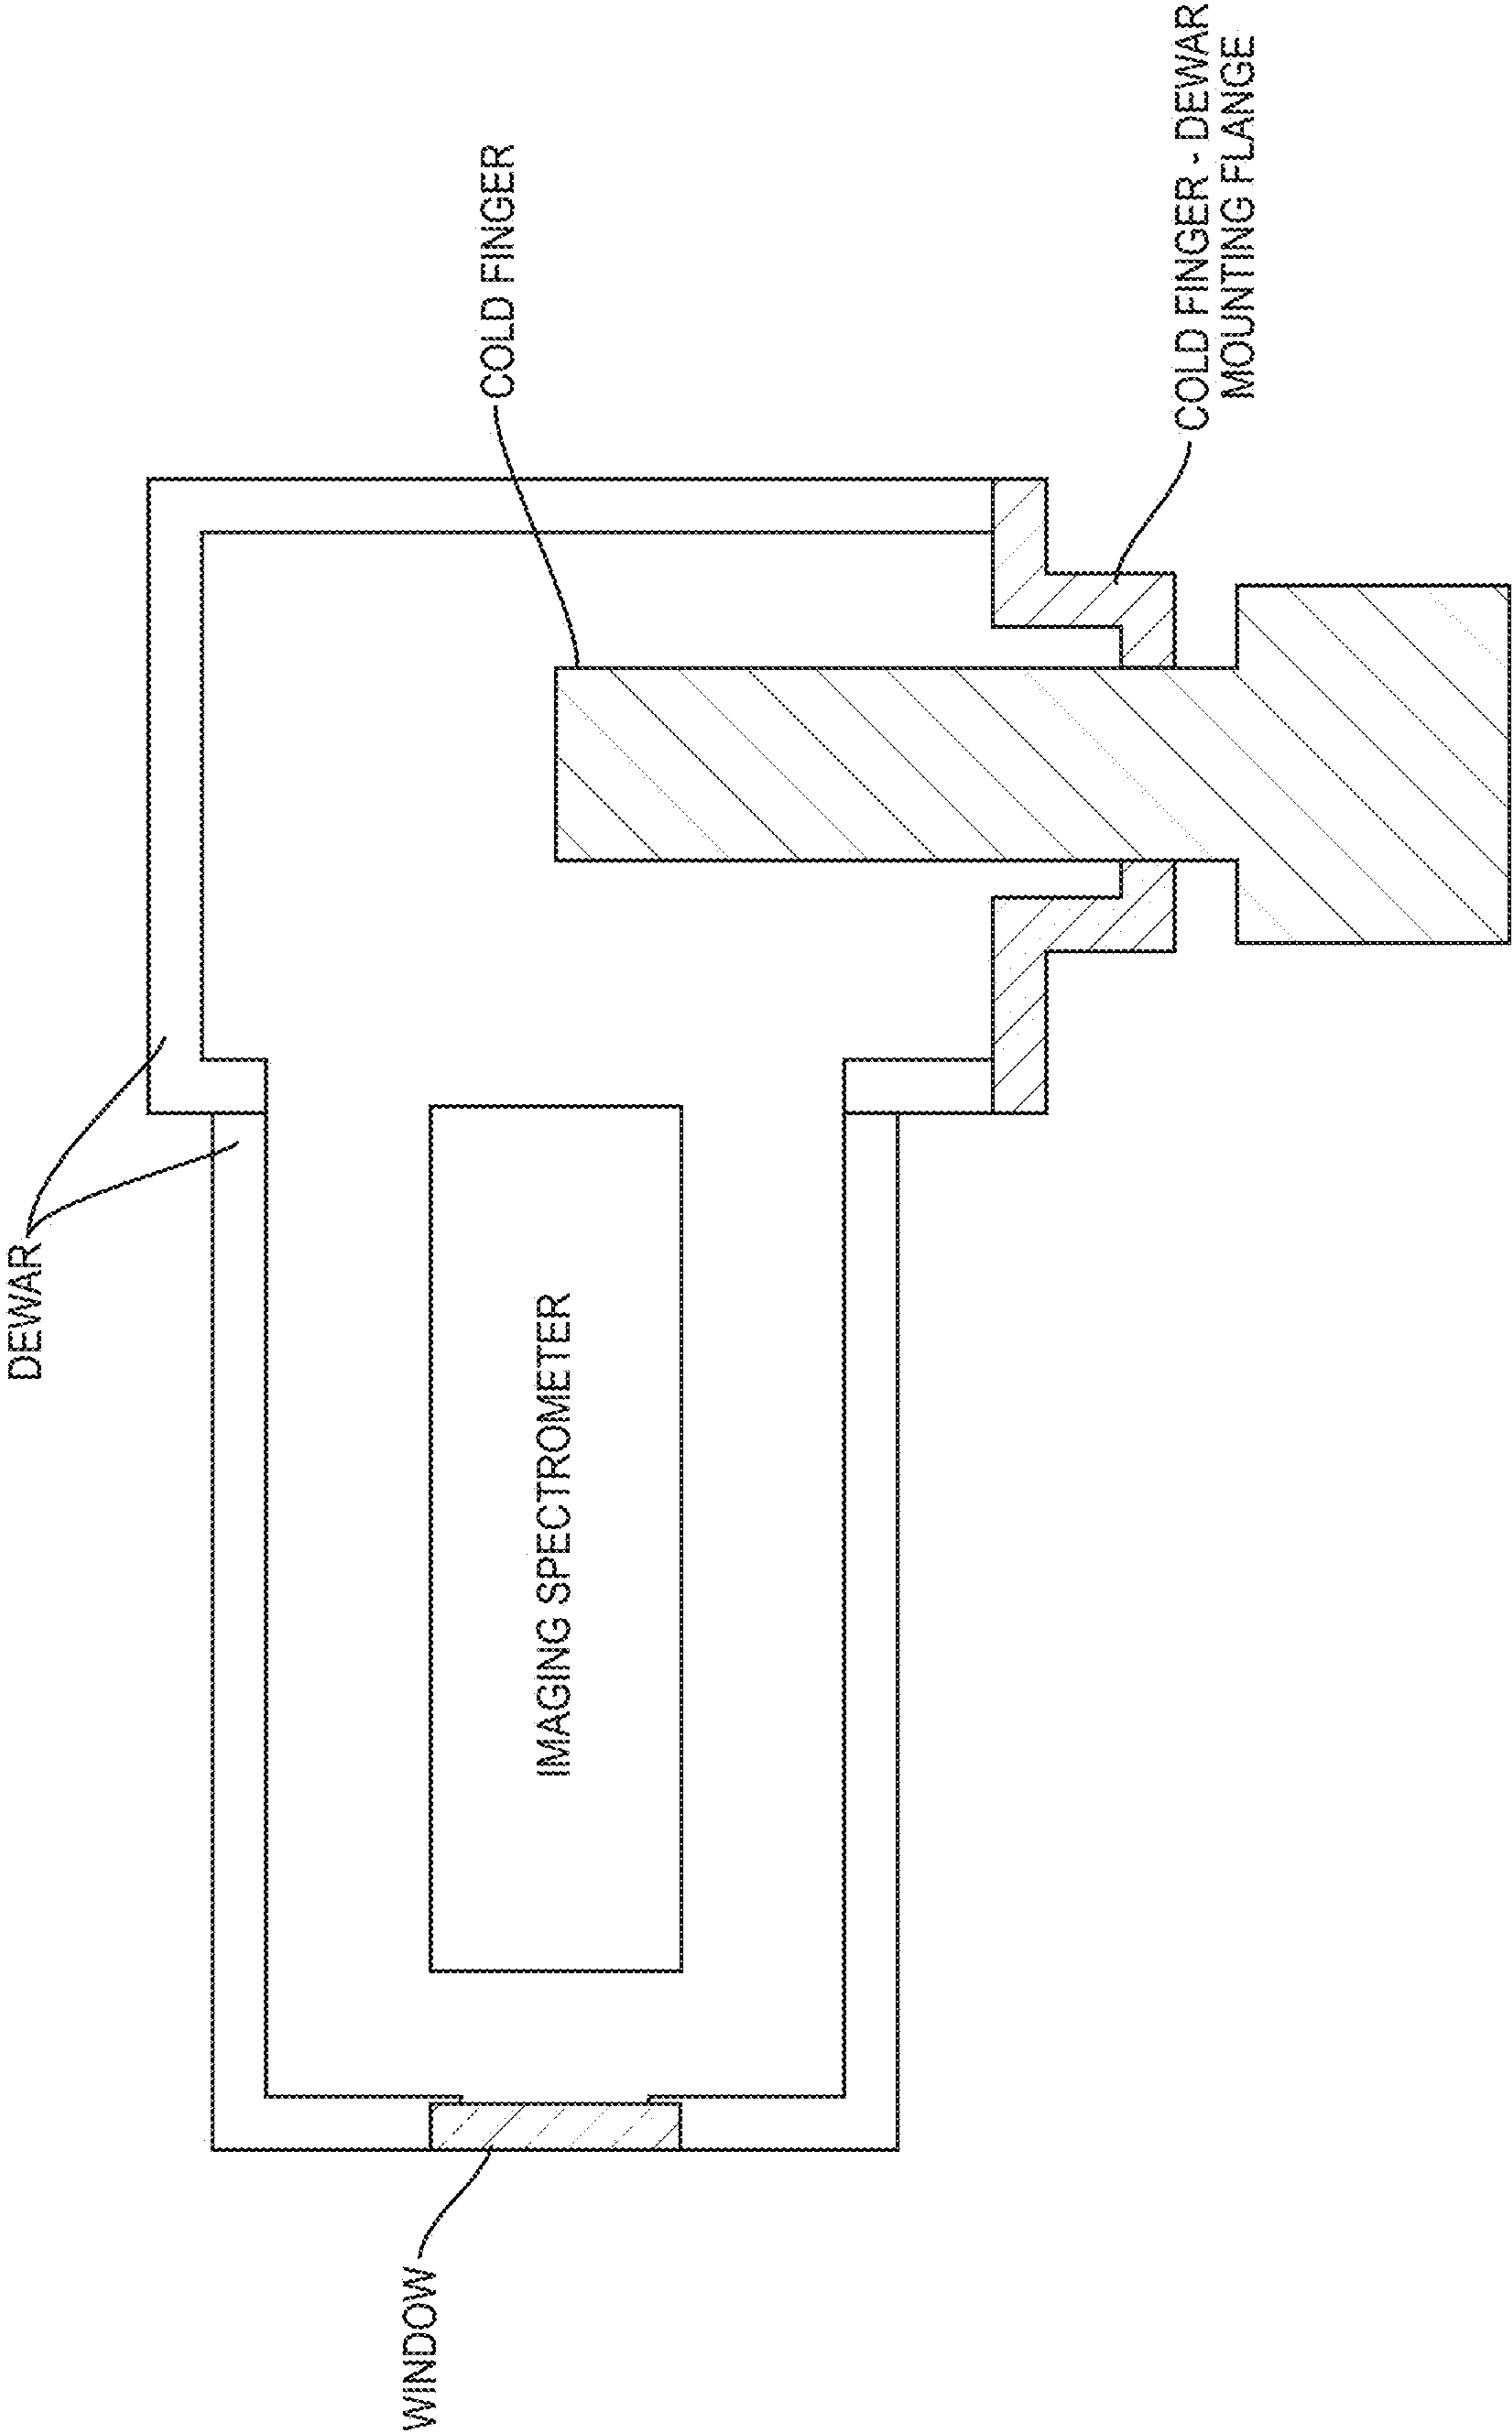 DEWAR
WINDOW
IMAGING SPECTROMETER
COLD FINGER
COLD FINGER - DEWAR
MOUNTING FLANGE